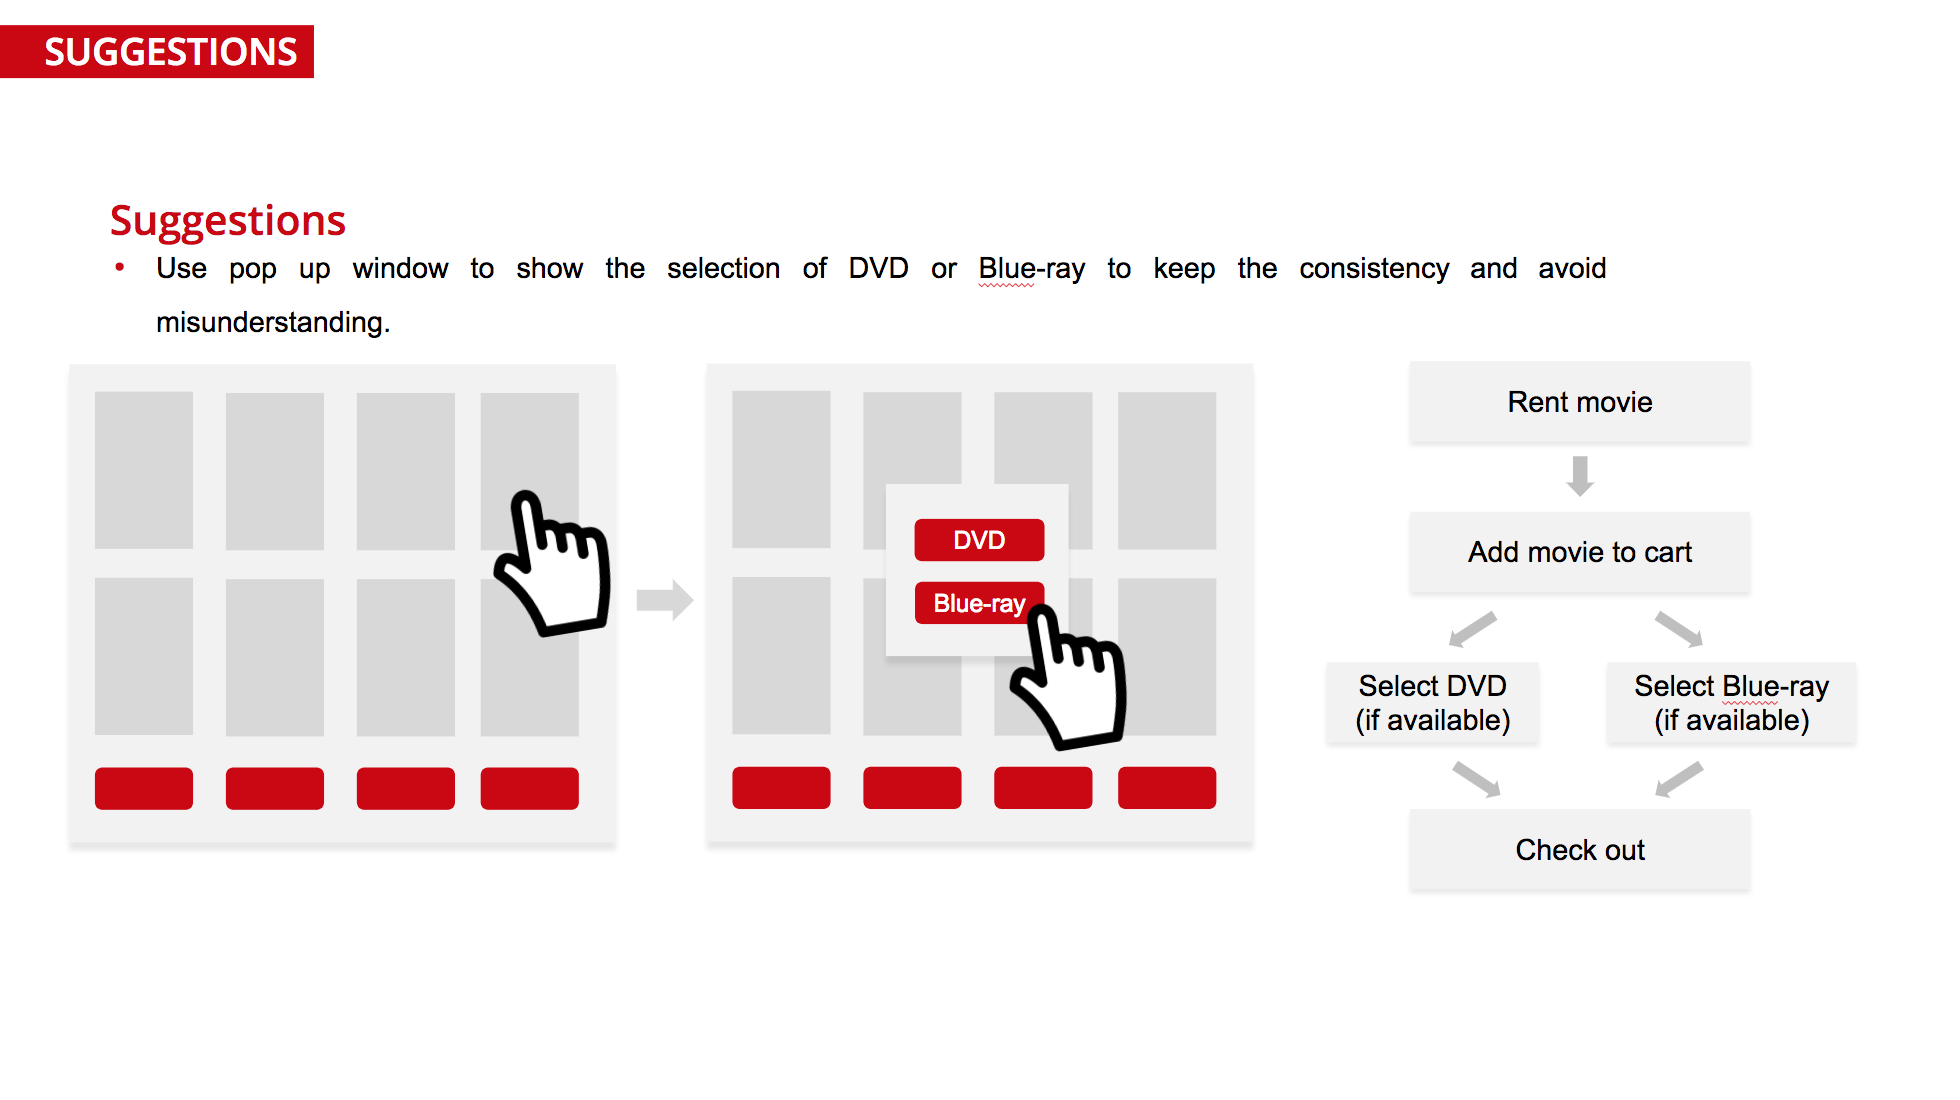 SUGGESTIONS
Suggestions
• Use pop up window to show the selection of DVD or Blue-ray to keep the consistency and avoid
misunderstanding.
DVD
Blue-ray
Rent movie
Add movie to cart
Select DVD
(if available)
Select Blue-ray
(if available)
Check out